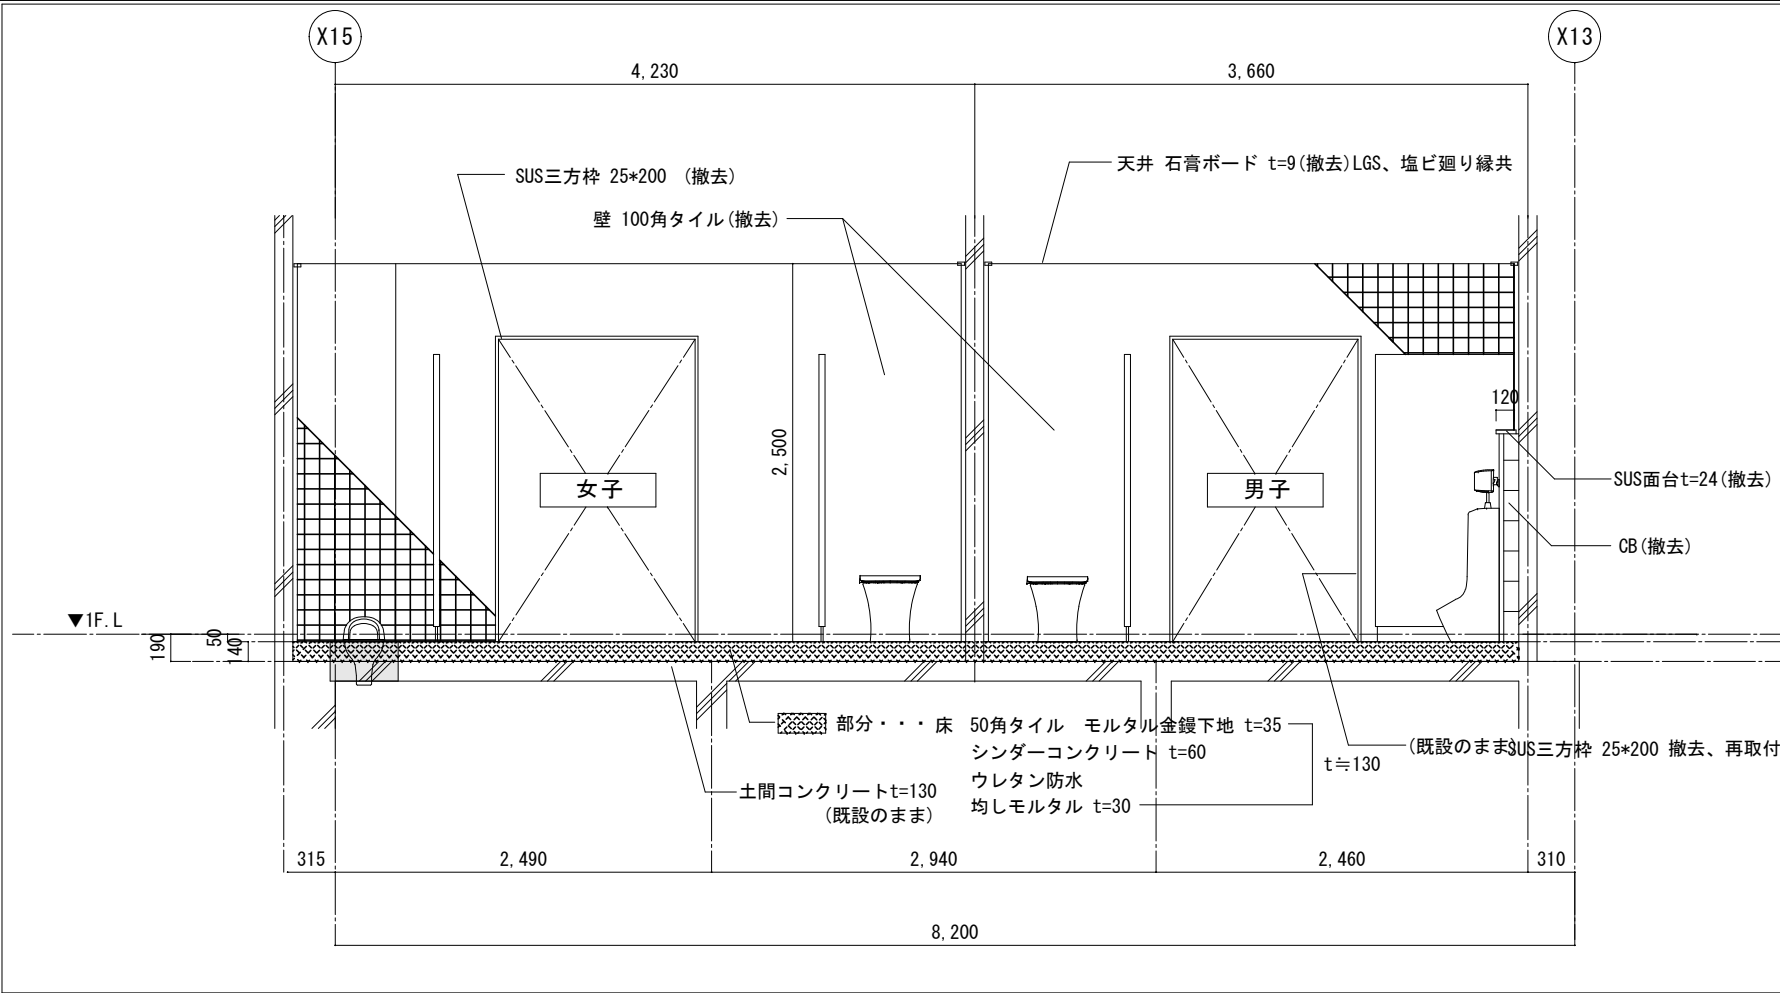 X15
X13
4,230
3,660
SUS三方枠 25*200 (撤去)
天井 石膏ボード t=9(撤去)LGS、塩ビ廻り縁共
壁 100角タイル(撤去)
120
2,500
女子
男子
SUS面台t=24(撤去)
CB(撤去)
▼1F.L
190
50
140
部分・・・ 床 50角タイル モルタル金鏝下地 t=35
シンダーコンクリート t=60
ウレタン防水
均しモルタル t=30
t≒130
(既設のまま)
SUS三方枠 25*200 撤去、再取付
土間コンクリートt=130
(既設のまま)
315
2,490
2,940
2,460
310
8,200